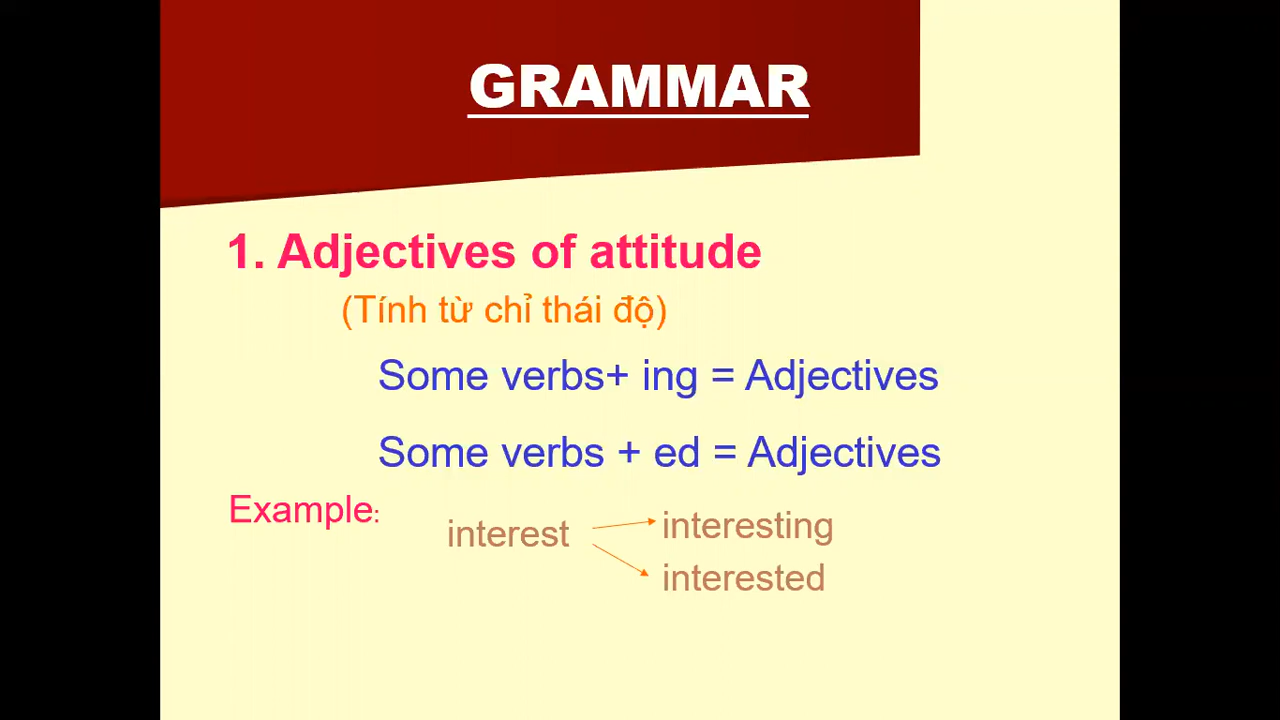 GRAMMAR
1. Adjectives of attitude
(Tính từ chỉ thái độ)
Some verbs+ ing = Adjectives
Some verbs + ed = Adjectives
Example:
interest
interesting
interested